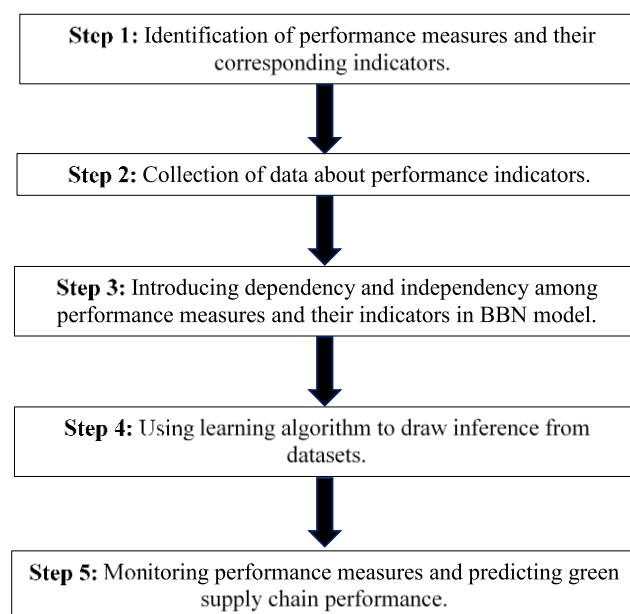 Step 1: Identification of performance measures and their
corresponding indicators.
Step 2: Collection of data about performance indicators.
Step 3: Introducing dependency and independency among
performance measures and their indicators in BBN model.
Step 4: Using learning algorithm to draw inference from
datasets.
Step 5: Monitoring performance measures and predicting green
supply chain performance.